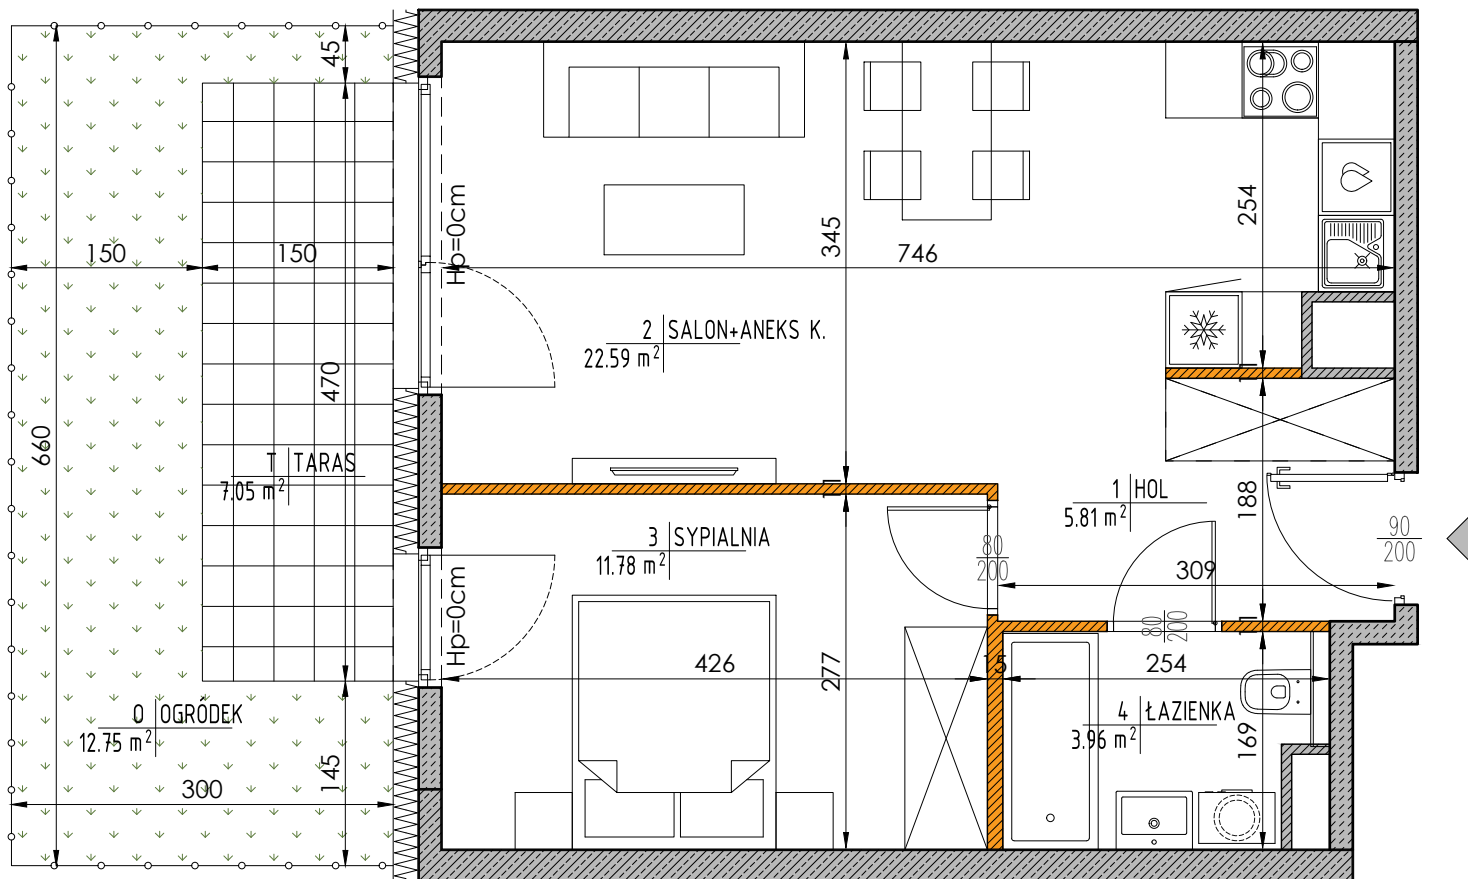 45
Hp=0cm
345
254
150
150
746
2 SALON+ANEKS K.
22.59 m²
470
660
T TARAS
7.05 m²
1 HOL
5.81 m²
188
90
200
3 SYPIALNIA
11.78 m²
80
200
309
Hp=0cm
80
200
426
277
15
254
O OGRÓDEK
12.75 m²
4 ŁAZIENKA
3.96 m²
169
145
300